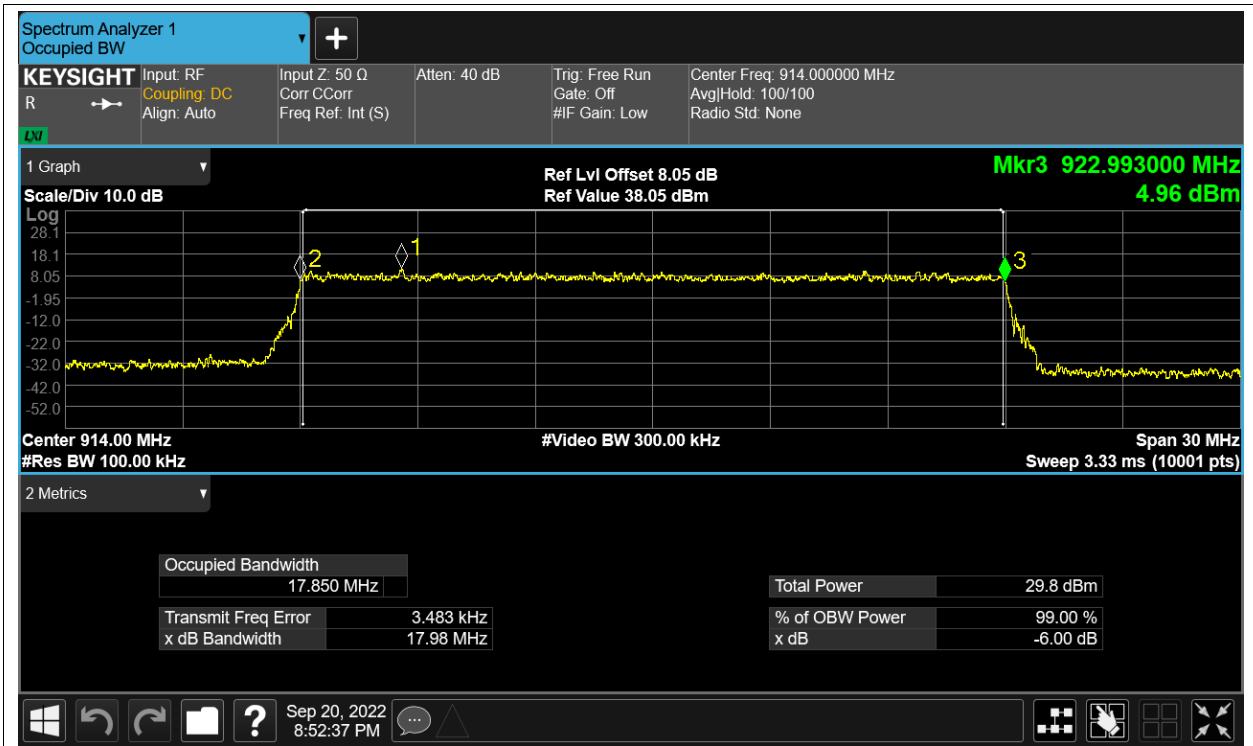 Spectrum Analyzer 1
Occupied BW
+
KEYSIGHT Input: RF Input Z: 50 Ω Atten: 40 dB Trig: Free Run Center Freq: 914.000000 MHz
R Coupling: DC Corr CCorr Gate: Off Avg|Hold: 100/100
Align: Auto Freq Ref: Int (S) #IF Gain: Low Radio Std: None
LXI
1 Graph Ref Lvl Offset 8.05 dB Mkr3 922.993000 MHz
Scale/Div 10.0 dB Ref Value 38.05 dBm 4.96 dBm
Log
28.1
18.1
8.05
-1.95
-12.0
-22.0
-32.0
-42.0
-52.0
2 1 3
Center 914.00 MHz #Video BW 300.00 kHz Span 30 MHz
#Res BW 100.00 kHz Sweep 3.33 ms (10001 pts)
2 Metrics
Occupied Bandwidth
17.850 MHz Total Power 29.8 dBm
Transmit Freq Error 3.483 kHz % of OBW Power 99.00 %
x dB Bandwidth 17.98 MHz x dB -6.00 dB
? Sep 20, 2022
8:52:37 PM